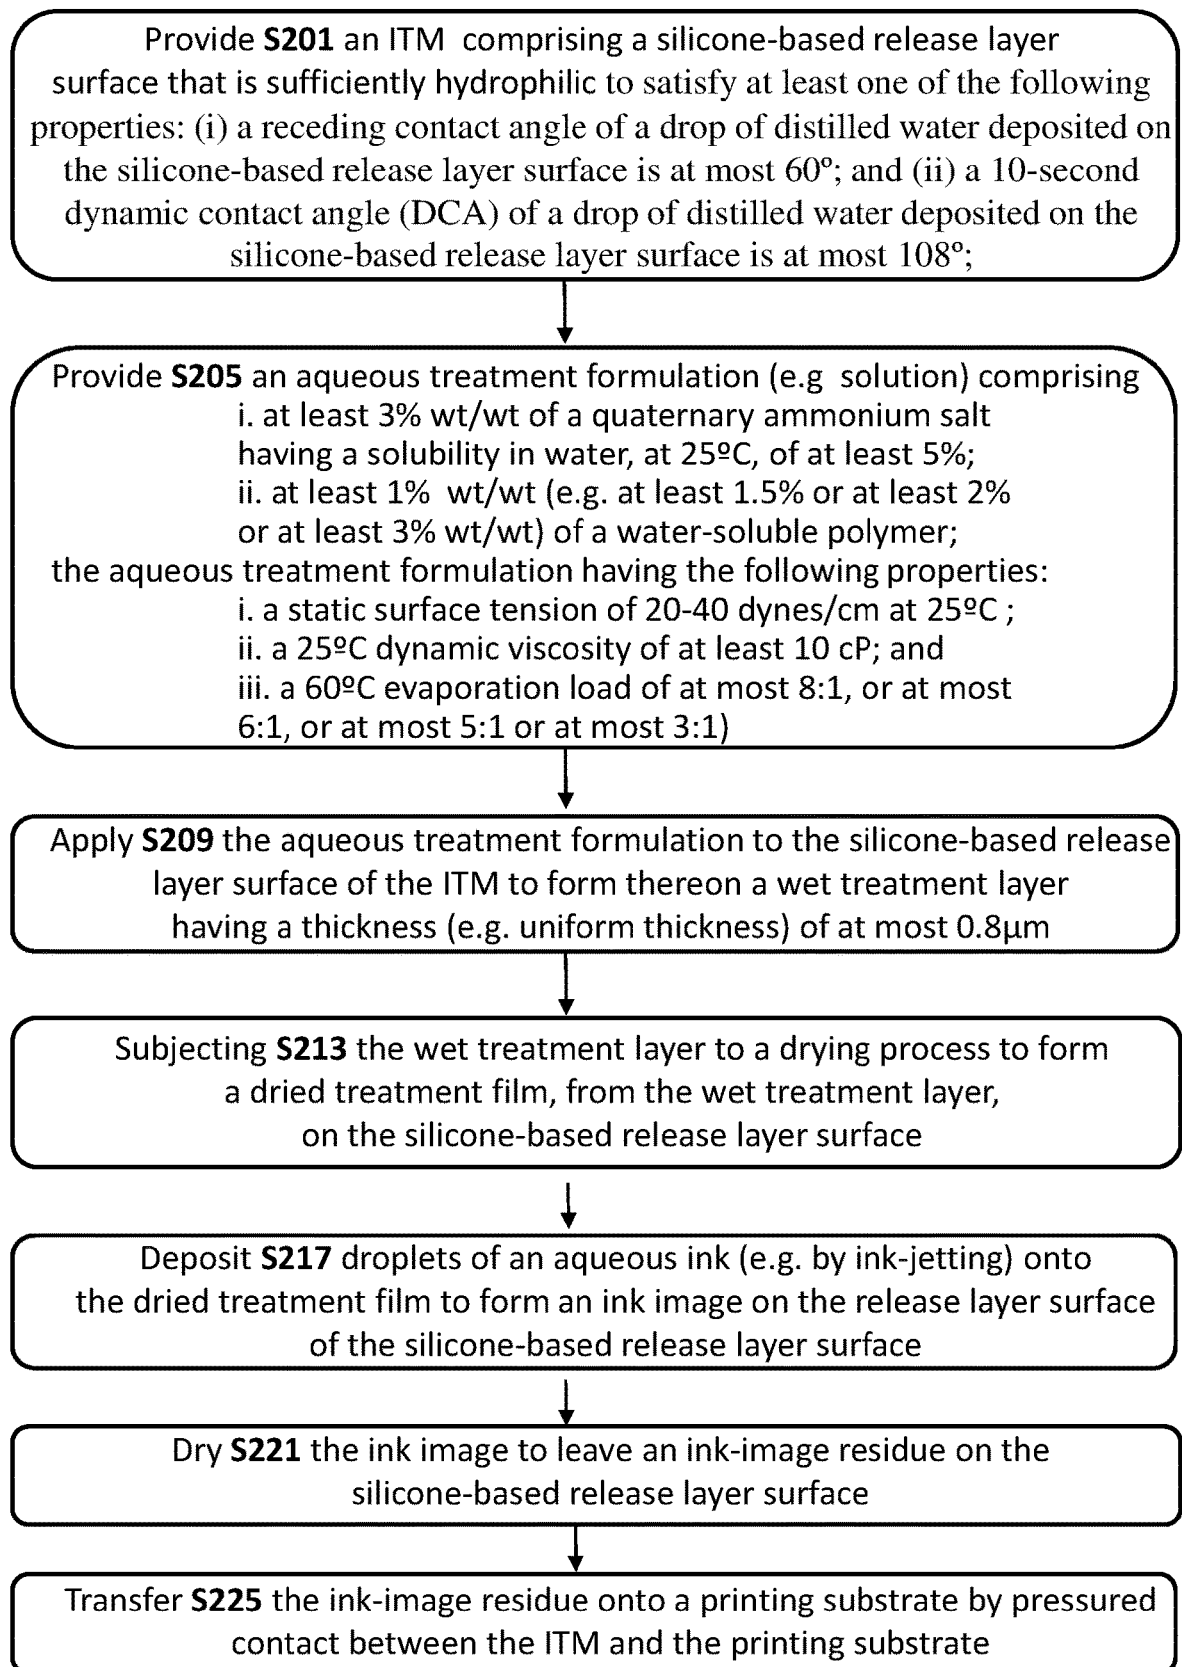 Provide S201 an ITM comprising a silicone-based release layer
surface that is sufficiently hydrophilic to satisfy at least one of the following
properties: (i) a receding contact angle of a drop of distilled water deposited on
the silicone-based release layer surface is at most 60º; and (ii) a 10-second
dynamic contact angle (DCA) of a drop of distilled water deposited on the
silicone-based release layer surface is at most 108º;
Provide S205 an aqueous treatment formulation (e.g solution) comprising
i. at least 3% wt/wt of a quaternary ammonium salt
having a solubility in water, at 25ºC, of at least 5%;
ii. at least 1% wt/wt (e.g. at least 1.5% or at least 2%
or at least 3% wt/wt) of a water-soluble polymer;
the aqueous treatment formulation having the following properties:
i. a static surface tension of 20-40 dynes/cm at 25ºC ;
ii. a 25ºC dynamic viscosity of at least 10 cP; and
iii. a 60ºC evaporation load of at most 8:1, or at most
6:1, or at most 5:1 or at most 3:1)
Apply S209 the aqueous treatment formulation to the silicone-based release
layer surface of the ITM to form thereon a wet treatment layer
having a thickness (e.g. uniform thickness) of at most 0.8µm
Subjecting S213 the wet treatment layer to a drying process to form
a dried treatment film, from the wet treatment layer,
on the silicone-based release layer surface
Deposit S217 droplets of an aqueous ink (e.g. by ink-jetting) onto
the dried treatment film to form an ink image on the release layer surface
of the silicone-based release layer surface
Dry S221 the ink image to leave an ink-image residue on the
silicone-based release layer surface
Transfer S225 the ink-image residue onto a printing substrate by pressured
contact between the ITM and the printing substrate